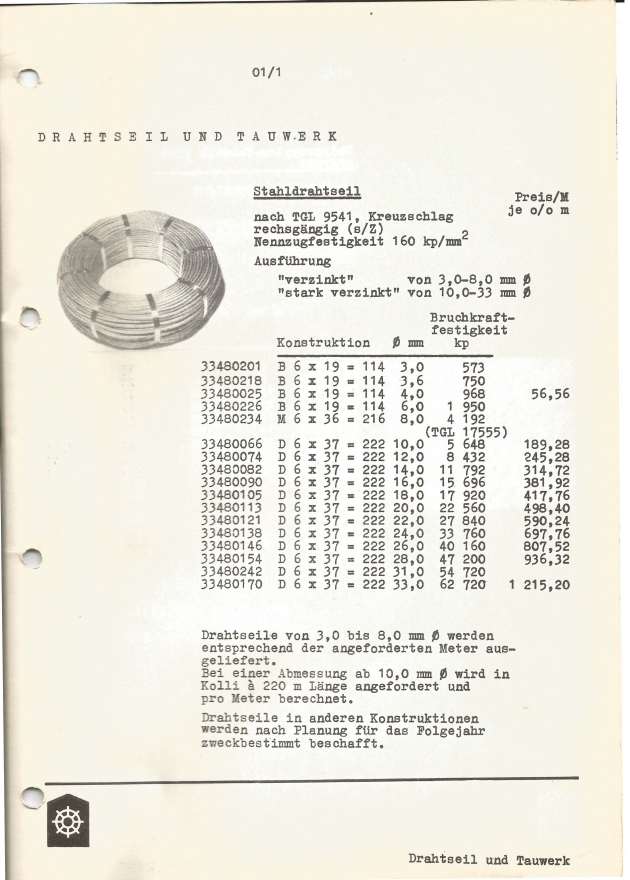 01/1
DRAHTSEIL UND TAUWERK
Stahldrahtseil
Preis/M
je o/o m
nach TGL 9541, Kreuzschlag
rechsgängig (s/Z)
Nennzugfestigkeit 160 kp/mm²
Ausführung
"verzinkt" von 3,0-8,0 mm Ø
"stark verzinkt" von 10,0-33 mm Ø
Bruchkraft-
festigkeit
Konstruktion Ø mm kp
33480201 B 6 x 19 = 114 3,0 573
33480218 B 6 x 19 = 114 3,6 750
33480025 B 6 x 19 = 114 4,0 968 56,56
33480226 B 6 x 19 = 114 6,0 1 950
33480234 M 6 x 36 = 216 8,0 4 192
(TGL 17555)
33480066 D 6 x 37 = 222 10,0 5 648 189,28
33480074 D 6 x 37 = 222 12,0 8 432 245,28
33480082 D 6 x 37 = 222 14,0 11 792 314,72
33480090 D 6 x 37 = 222 16,0 15 696 381,92
33480105 D 6 x 37 = 222 18,0 17 920 417,76
33480113 D 6 x 37 = 222 20,0 22 560 498,40
33480121 D 6 x 37 = 222 22,0 27 840 590,24
33480138 D 6 x 37 = 222 24,0 33 760 697,76
33480146 D 6 x 37 = 222 26,0 40 160 807,52
33480154 D 6 x 37 = 222 28,0 47 200 936,32
33480242 D 6 x 37 = 222 31,0 54 720
33480170 D 6 x 37 = 222 33,0 62 720 1 215,20
Drahtseile von 3,0 bis 8,0 mm Ø werden
entsprechend der angeforderten Meter aus-
geliefert.
Bei einer Abmessung ab 10,0 mm Ø wird in
Kolli à 220 m Länge angefordert und
pro Meter berechnet.
Drahtseile in anderen Konstruktionen
werden nach Planung für das Folgejahr
zweckbestimmt beschafft.
Drahtseil und Tauwerk